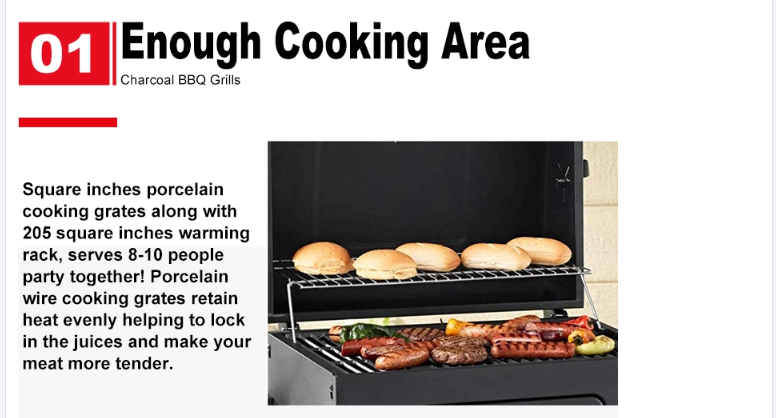 01
Enough Cooking Area
Charcoal BBQ Grills
Square inches porcelain
cooking grates along with
205 square inches warming
rack, serves 8-10 people
party together! Porcelain
wire cooking grates retain
heat evenly helping to lock
in the juices and make your
meat more tender.